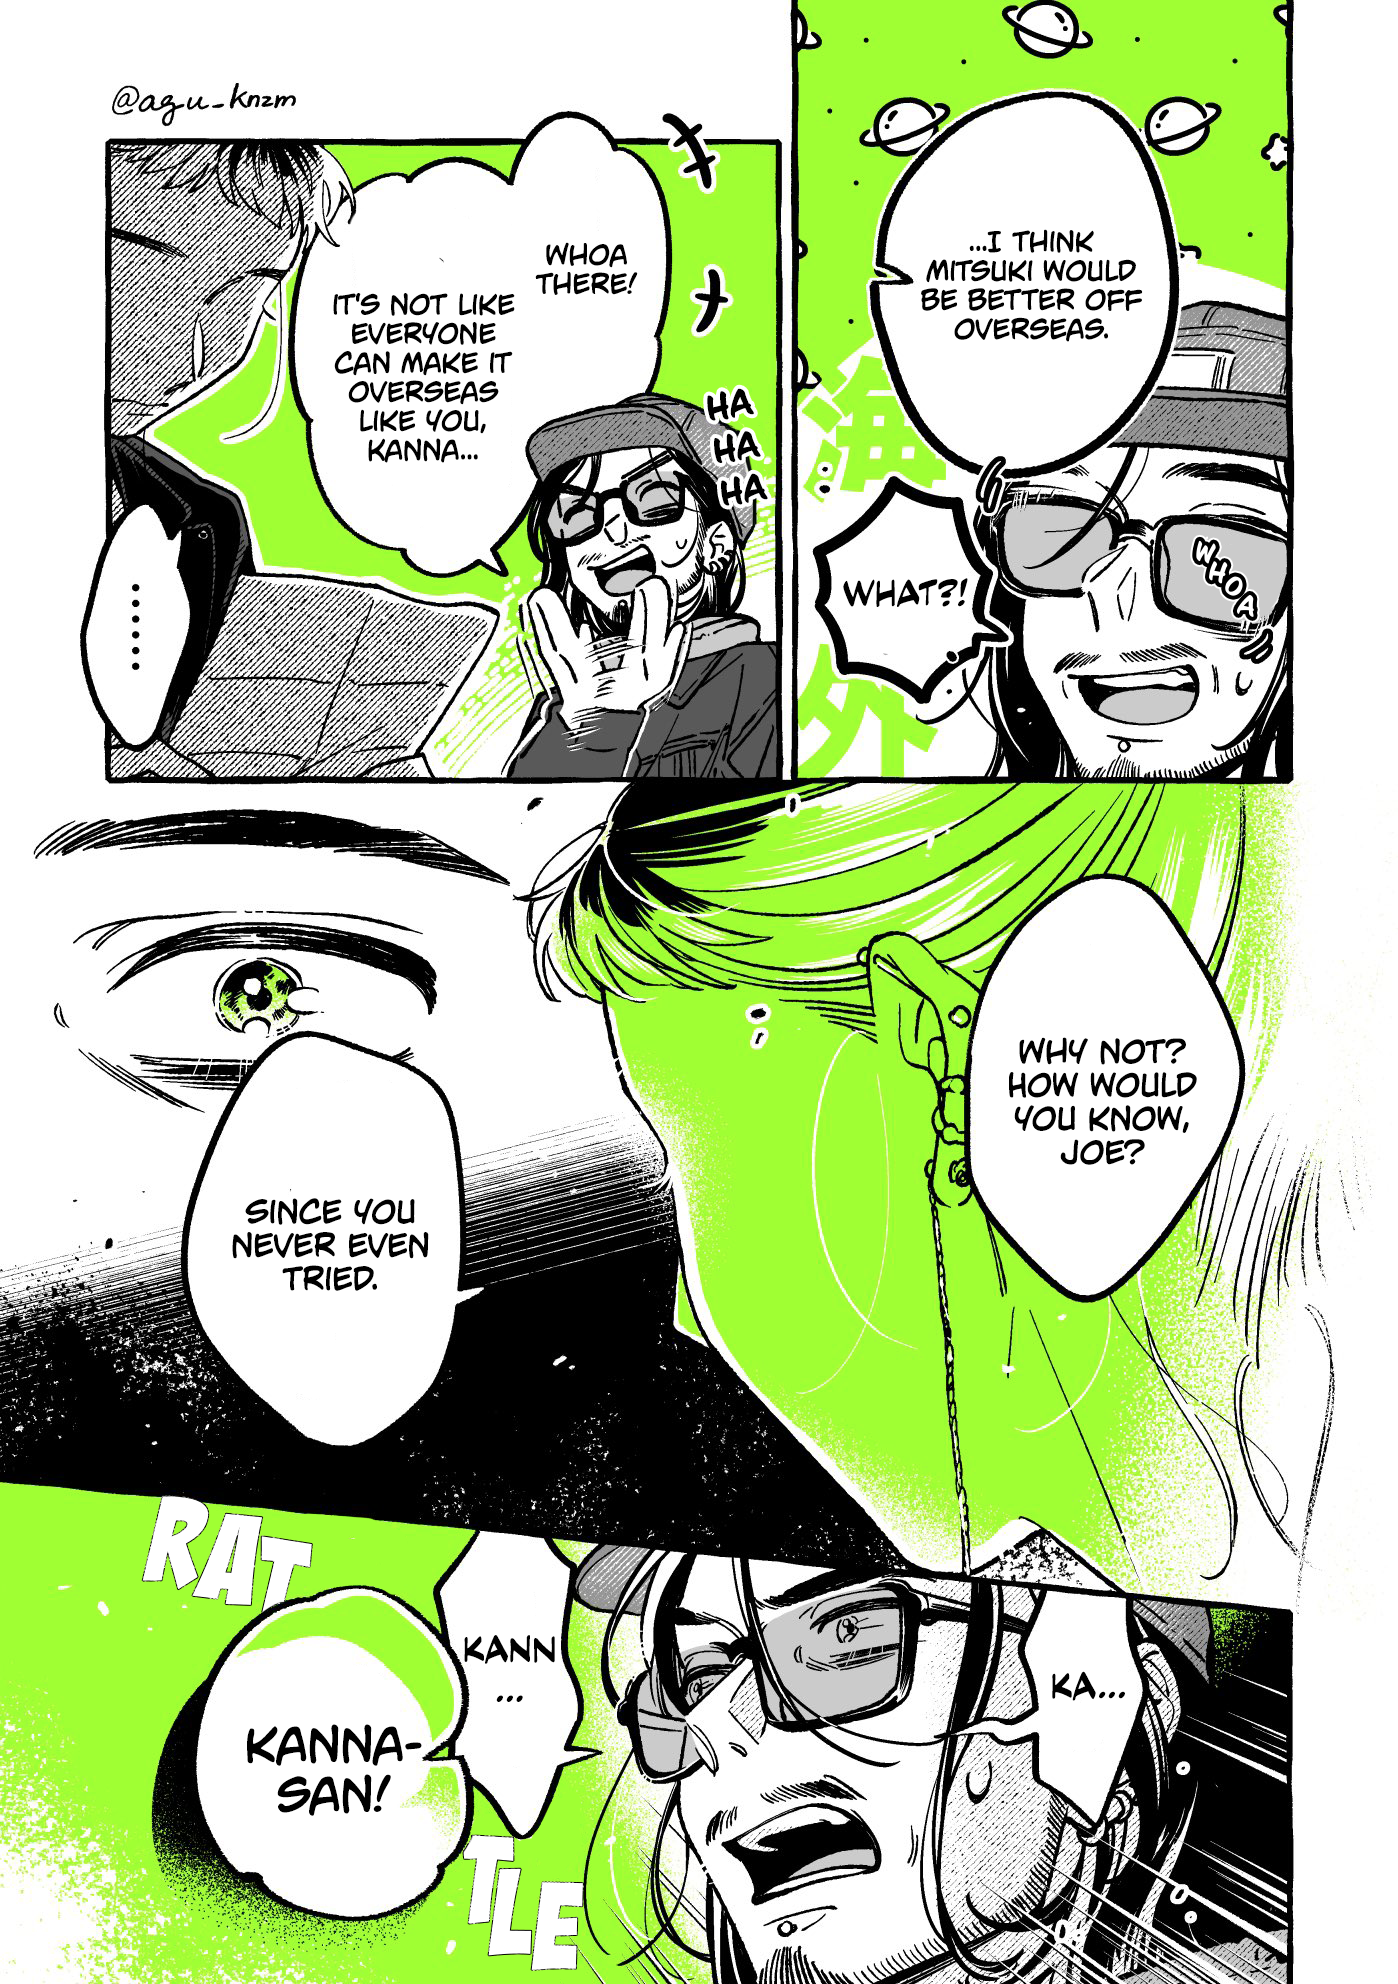 @agu_knzm
...I THINK
MITSUKI WOULD
BE BETTER OFF
OVERSEAS.
海
外
WHAT?!
WHOA
WHOA
THERE!
IT'S NOT LIKE
EVERYONE
CAN MAKE IT
OVERSEAS
LIKE YOU,
KANNA...
HA
HA
HA
......
WHY NOT?
HOW WOULD
YOU KNOW,
JOE?
SINCE YOU
NEVER EVEN
TRIED.
KA...
KANN
...
KANNA-
SAN!
RAT
TLE